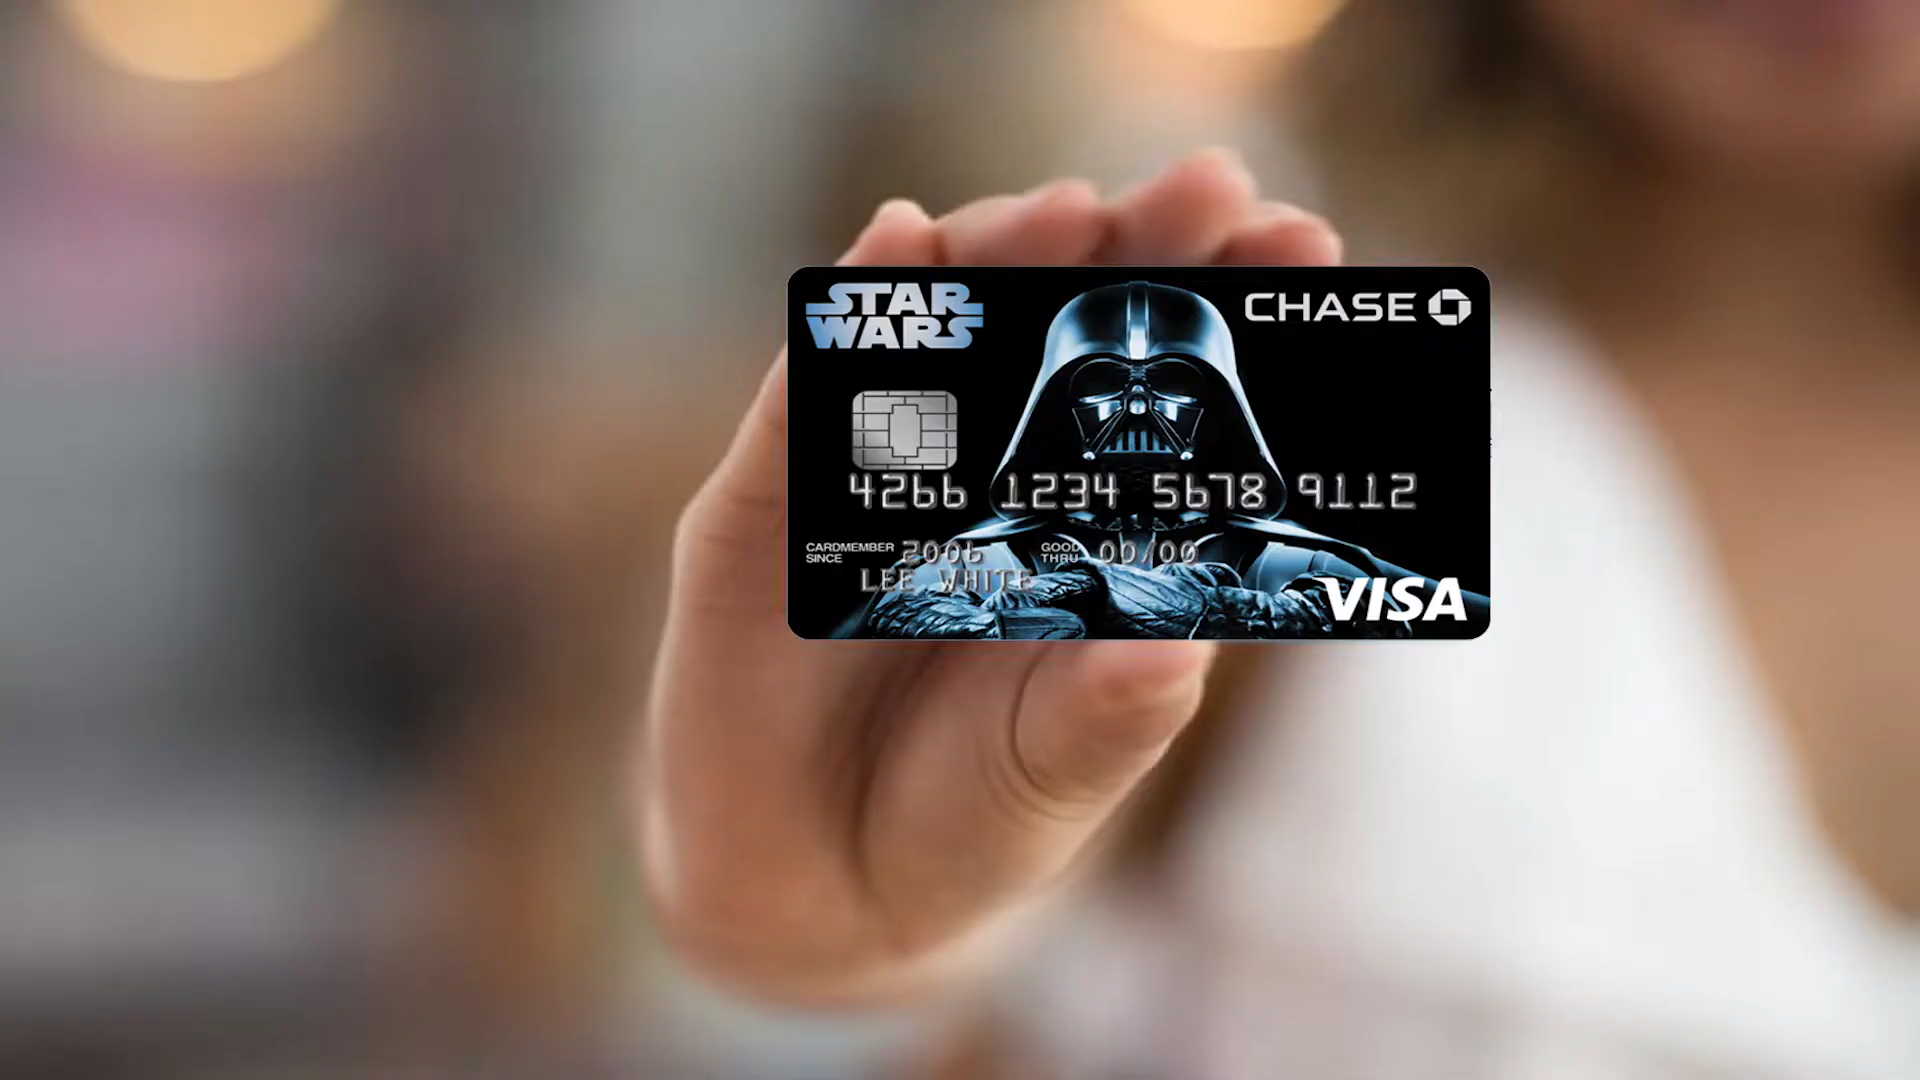 STAR
WARS
CHASE
4266 1234 5678 9112
CARDMEMBER
SINCE
2006
GOOD
THRU
00/00
LEE WHITE
VISA